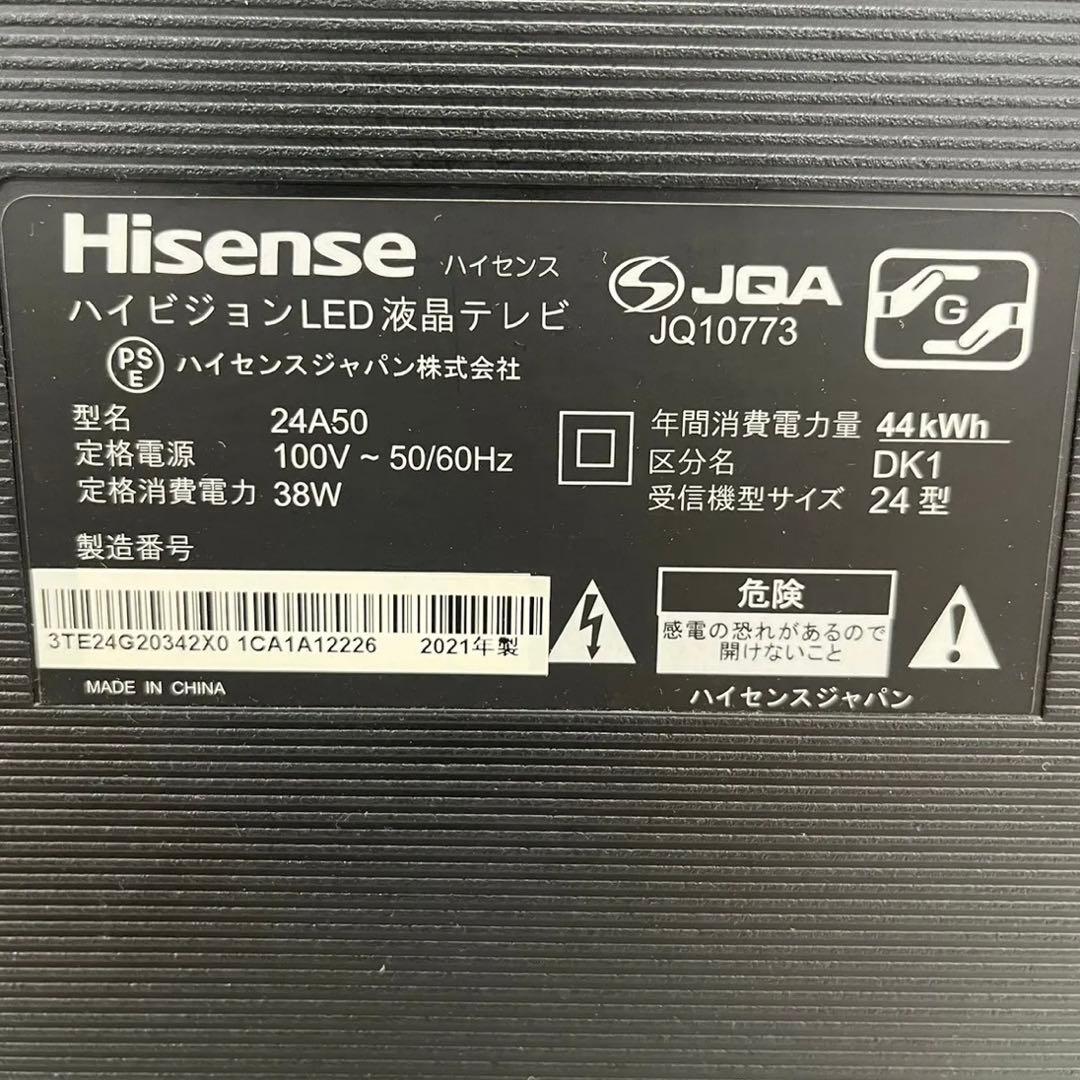 Hisense ハイセンス
ハイビジョンLED液晶テレビ
PSE ハイセンスジャパン株式会社
JQA
JQ10773
G
型名 24A50
定格電源 100V ~ 50/60Hz
定格消費電力 38W
年間消費電力量 44kWh
区分名 DK1
受信機型サイズ 24型
製造番号
3TE24G20342X0 1CA1A12226 2021年製
MADE IN CHINA
危険
感電の恐れがあるので
開けないこと
ハイセンスジャパン